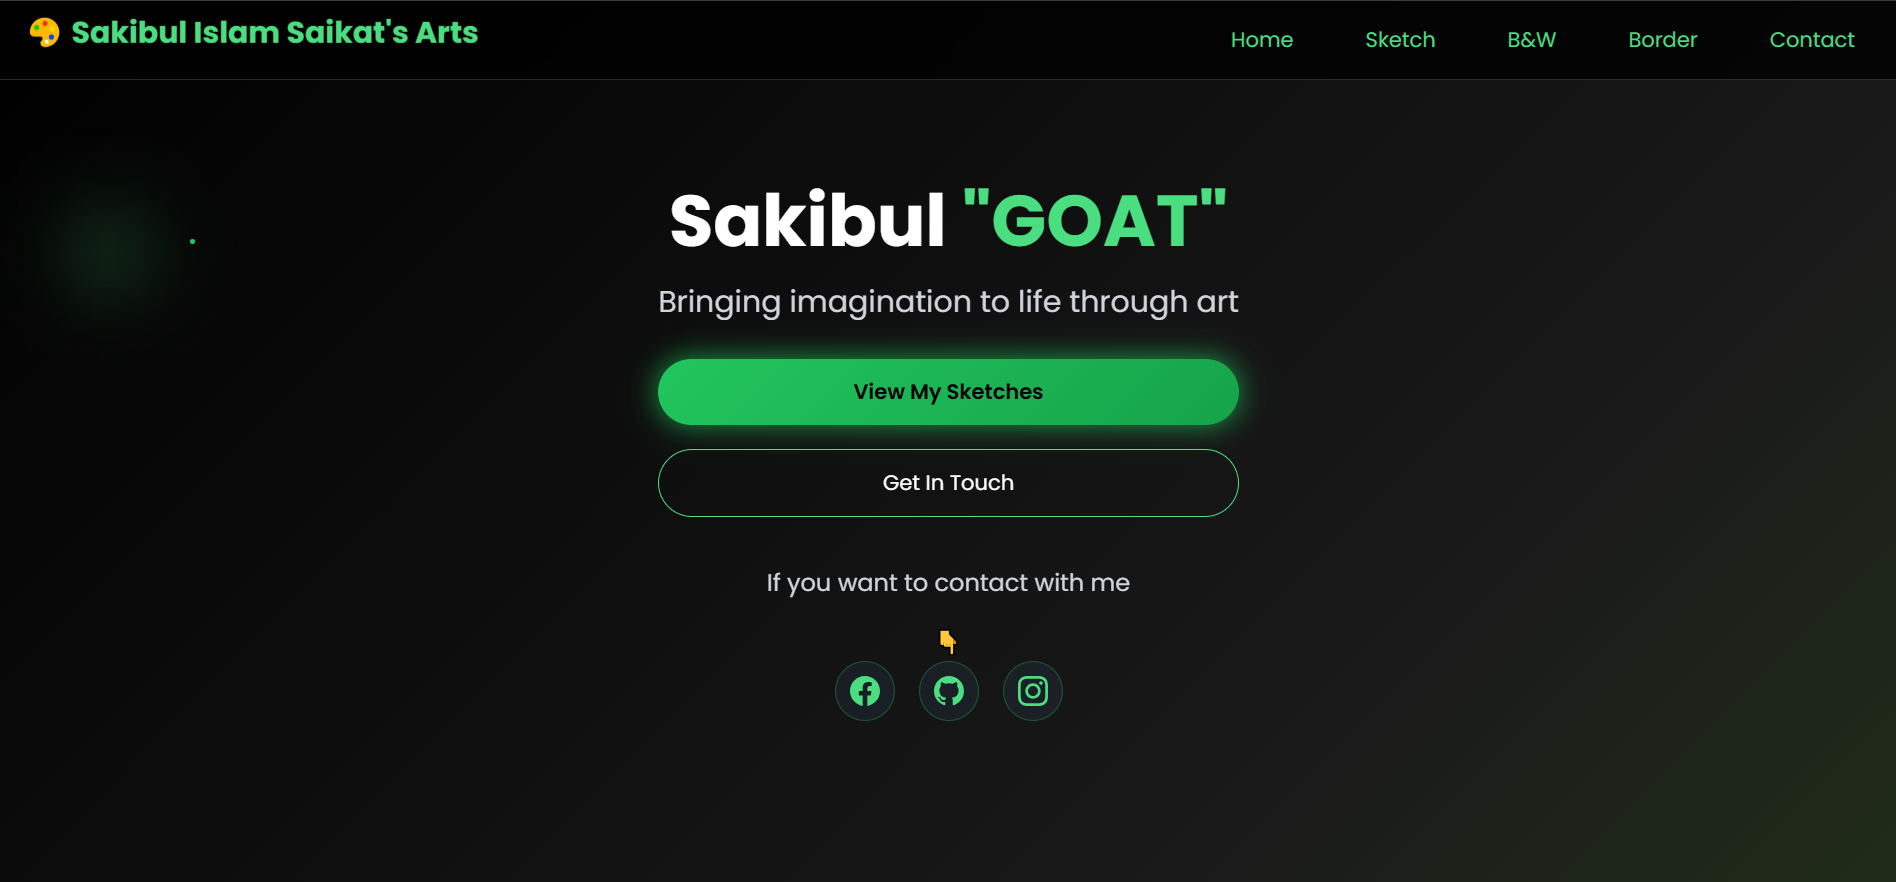 Sakibul Islam Saikat's Arts
Home Sketch B&W Border Contact
Sakibul "GOAT"
Bringing imagination to life through art
View My Sketches
Get In Touch
If you want to contact with me